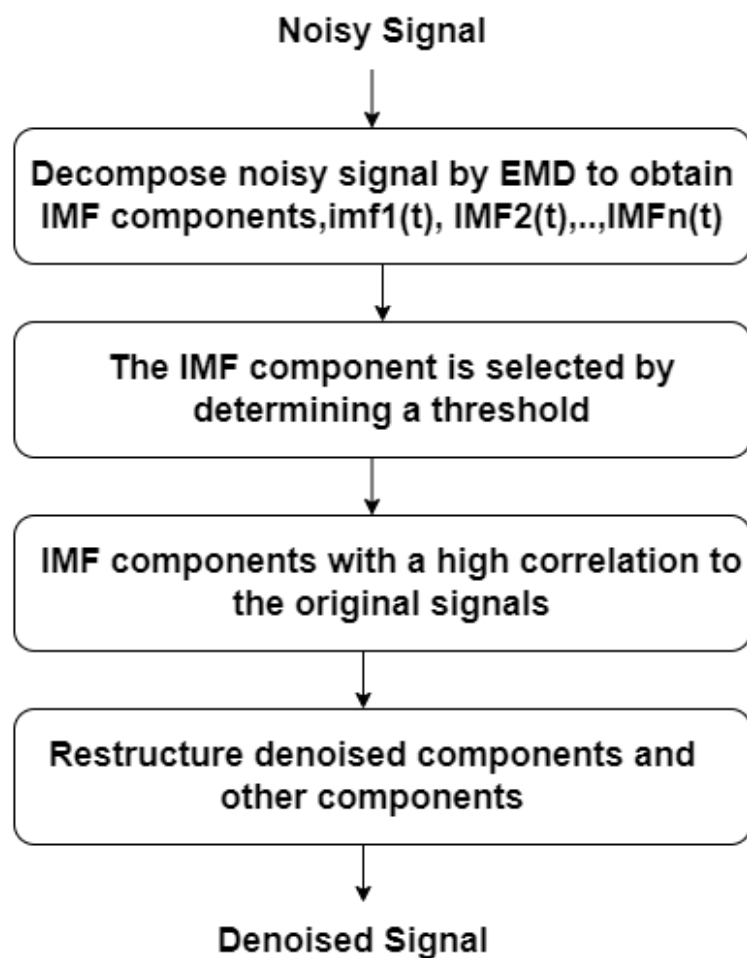 Noisy Signal
Decompose noisy signal by EMD to obtain
IMF components,imf1(t), IMF2(t),..,IMFn(t)
The IMF component is selected by
determining a threshold
IMF components with a high correlation to
the original signals
Restructure denoised components and
other components
Denoised Signal